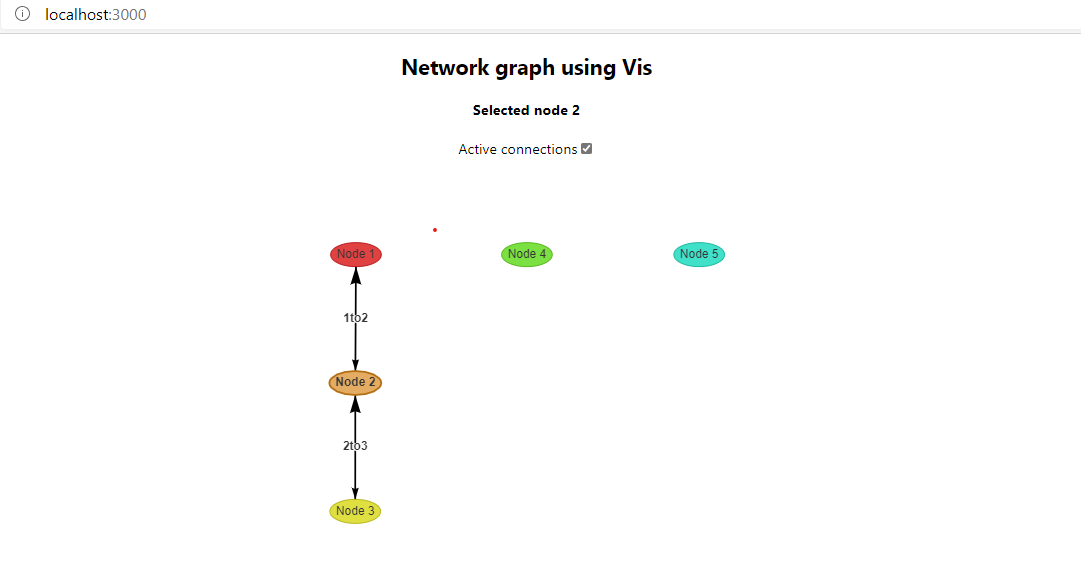 localhost:3000
Network graph using Vis
Selected node 2
Active connections
Node 1
Node 4
Node 5
1to2
Node 2
2to3
Node 3